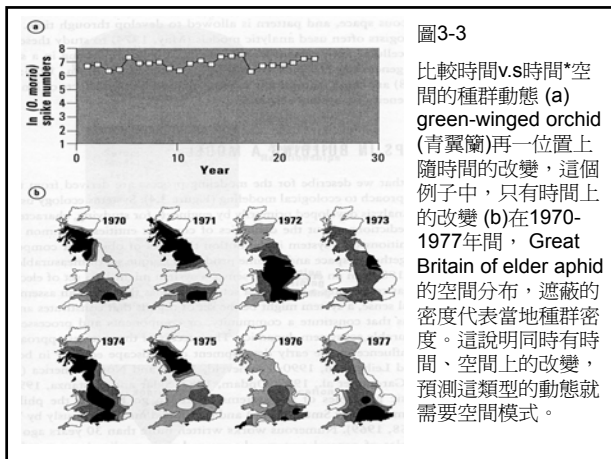 圖3-3
比較時間v.s時間*空
間的種群動態 (a)
green-winged orchid
(青翼籣)再一位置上
隨時間的改變，這個
例子中，只有時間上
的改變 (b)在1970-
1977年間， Great
Britain of elder aphid
的空間分布，遮蔽的
密度代表當地種群密
度。這說明同時有時
間、空間上的改變，
預測這類型的動態就
需要空間模式。
a
ln (O. morio)
spike numbers
8
7
6
5
4
3
2
1
0
10
20
30
Year
b
1970
1971
1972
1973
1974
1975
1976
1977